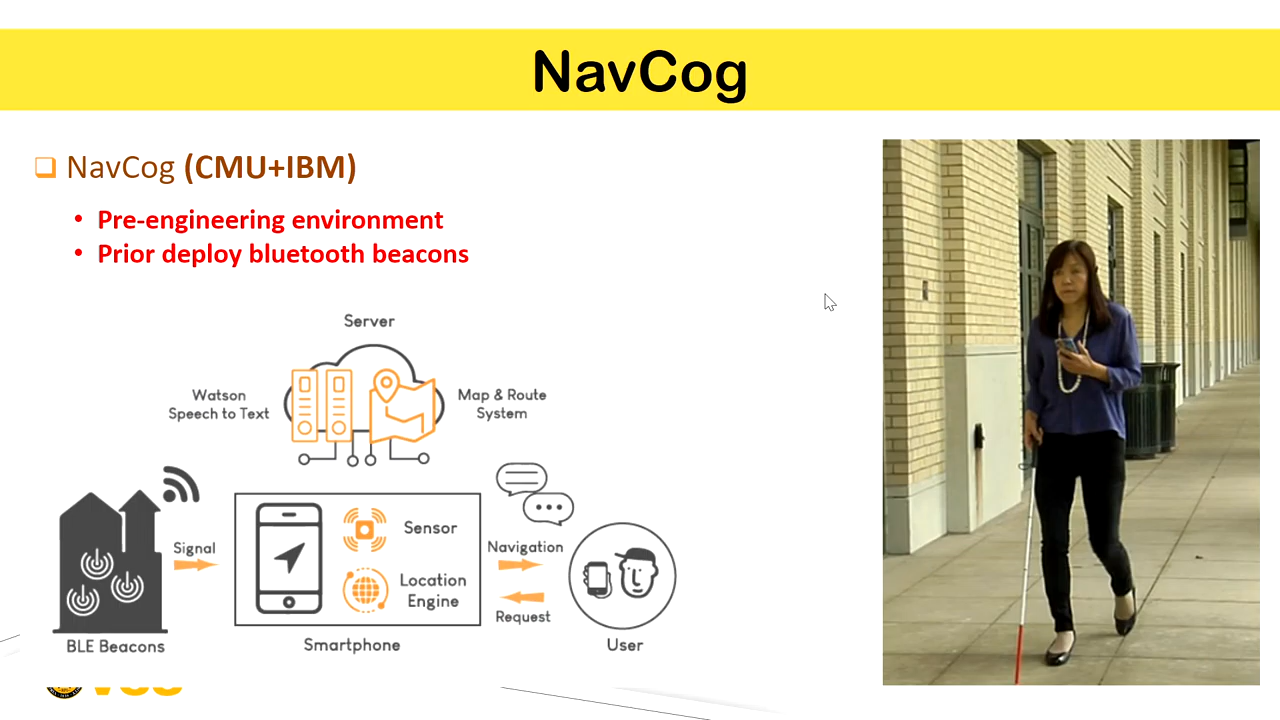 NavCog
NavCog (CMU+IBM)
• Pre-engineering environment
• Prior deploy bluetooth beacons
Server
Watson
Speech to Text
Map & Route
System
Signal
Sensor
Location
Engine
Navigation
Request
BLE Beacons
Smartphone
User